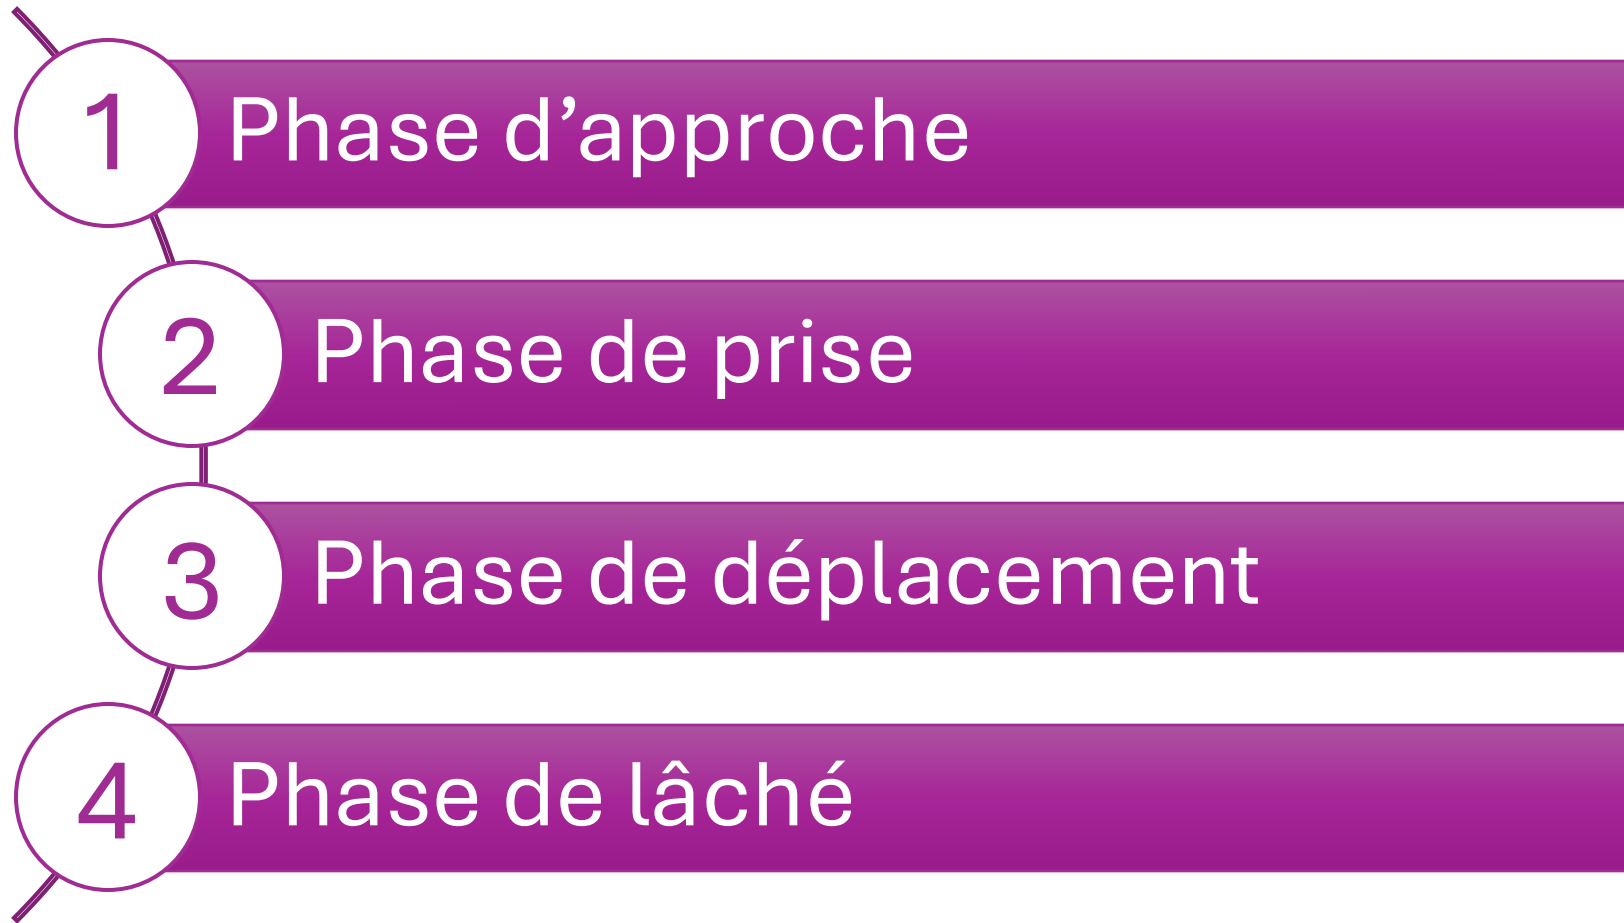 1 Phase d’approche
2 Phase de prise
3 Phase de déplacement
4 Phase de lâché